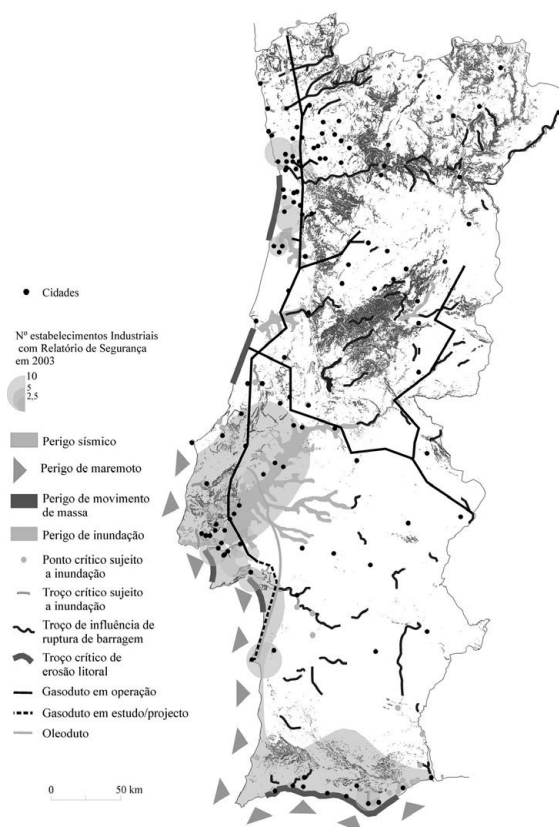 Cidades
Nº estabelecimentos Industriais
com Relatório de Segurança
em 2003
10
5
2,5
Perigo sísmico
Perigo de maremoto
Perigo de movimento
de massa
Perigo de inundação
Ponto crítico sujeito
a inundação
Troço crítico sujeito
a inundação
Troço de influência de
ruptura de barragem
Troço crítico de
erosão litoral
Gasoduto em operação
Gasoduto em estudo/projecto
Oleoduto
0 50 km